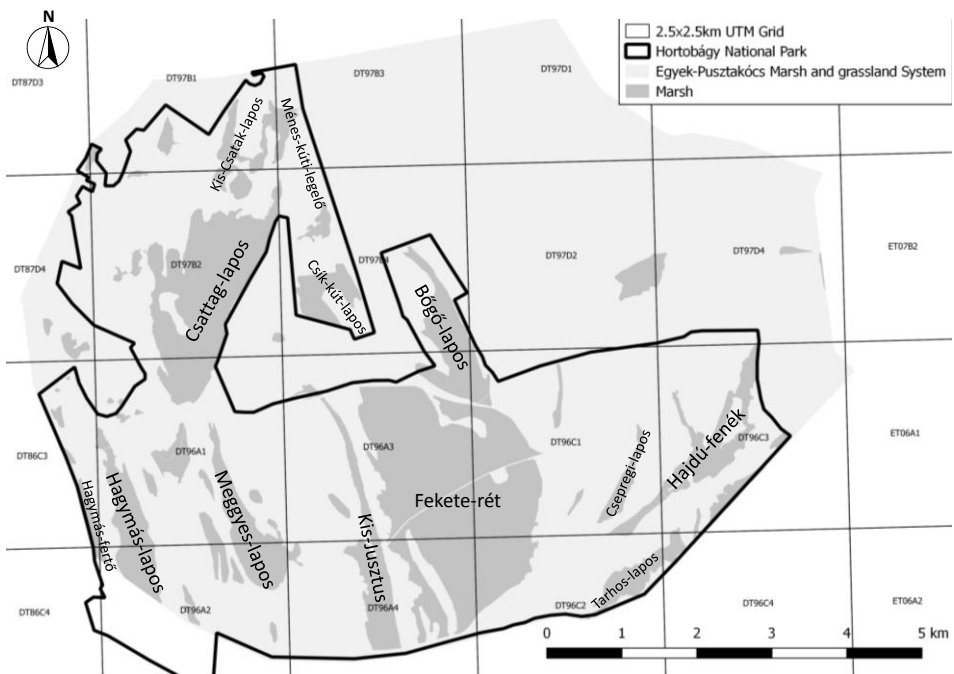 N
2.5x2.5km UTM Grid
Hortobágy National Park
Egyek-Pusztakócs Marsh and grassland System
Marsh
DT87D3
DT97B1
DT97B3
DT97D1
Kis-Csatak-lapos
Ménes-kúti-legelő
DT87D4
DT97B2
Csattag-lapos
Csík-kút-lapos
Bőgő-lapos
DT97D2
DT97D4
ET07B2
DT86C3
DT96A1
DT96A3
DT96C1
DT96C3
ET06A1
Hagymás-fertő
Hagymás-lapos
Meggyes-lapos
Kis-Jusztus
Fekete-rét
Csepregi-lapos
Hajdú-fenék
Tarhos-lapos
DT86C4
DT96A2
DT96A4
DT96C2
DT96C4
ET06A2
0 1 2 3 4 5 km